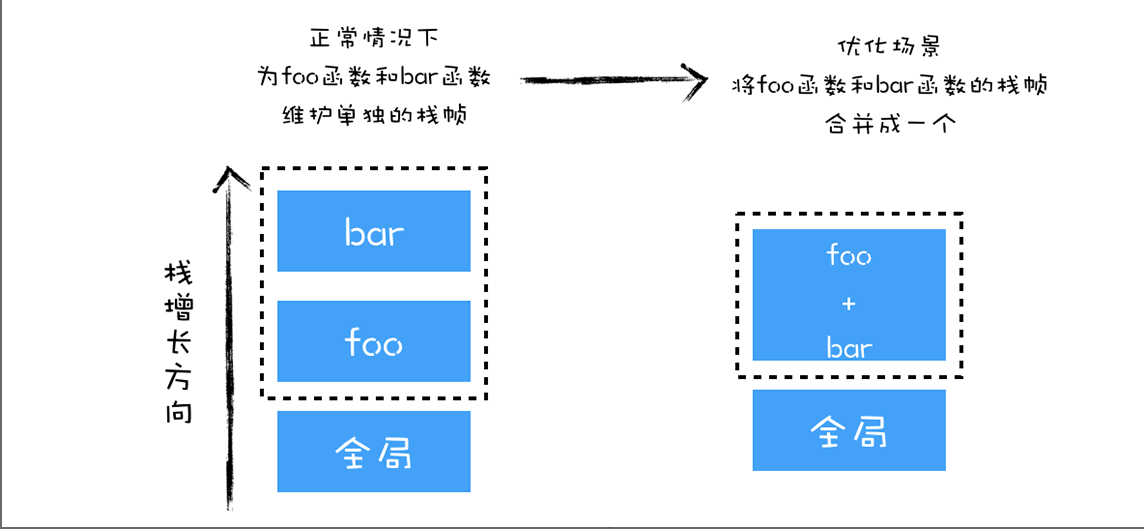 正常情况下
为foo函数和bar函数
维护单独的栈帧
优化场景
将foo函数和bar函数的栈帧
合并成一个
栈增长方向
bar
foo
全局
foo
+
bar
全局